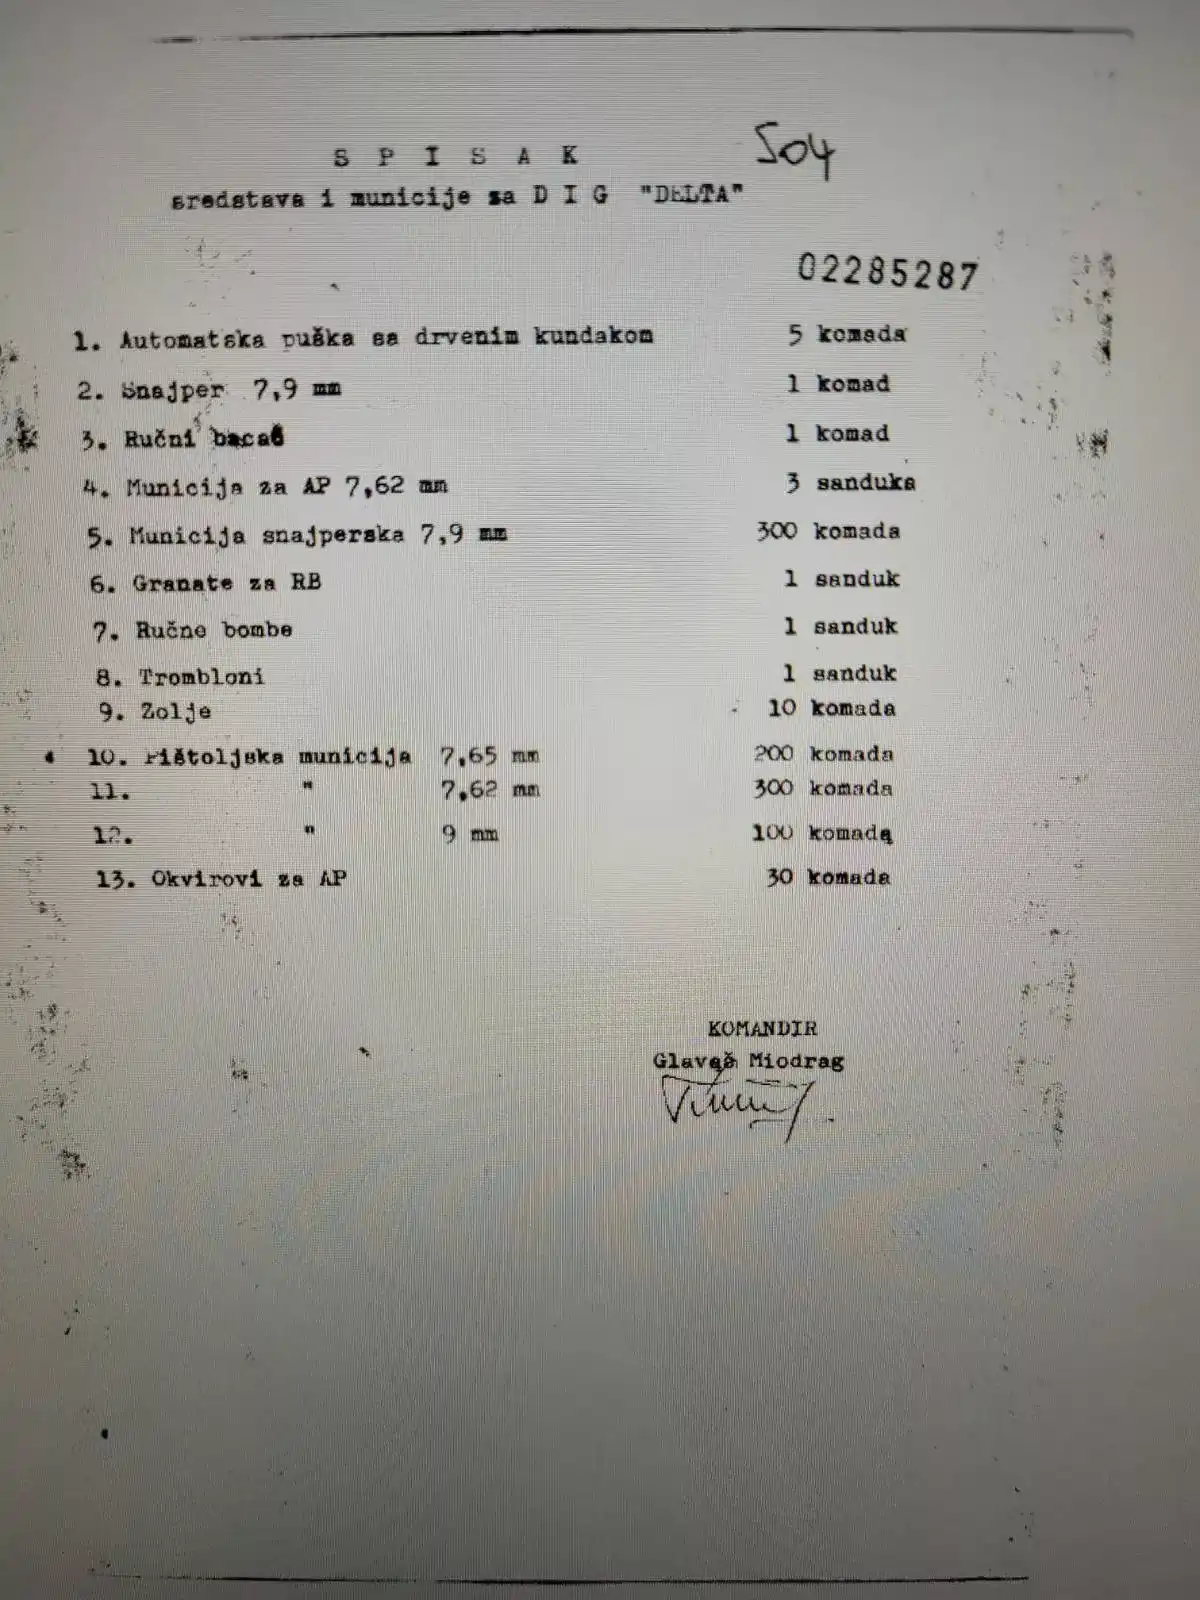 S P I S A K
504
sredstava i municije za D I G "DELTA"
02285287
1. Automatska puška sa drvenim kundakom 5 komada
2. Snajper 7,9 mm 1 komad
3. Ručni bacač 1 komad
4. Municija za AP 7,62 mm 3 sanduka
5. Municija snajperska 7,9 mm 300 komada
6. Granate za RB 1 sanduk
7. Ručne bombe 1 sanduk
8. Trombloni 1 sanduk
9. Zolje 10 komada
10. Pištoljska municija 7,65 mm 200 komada
11. " 7,62 mm 300 komada
12. " 9 mm 100 komada
13. Okvirovi za AP 30 komada
KOMANDIR
Glavaš Miodrag